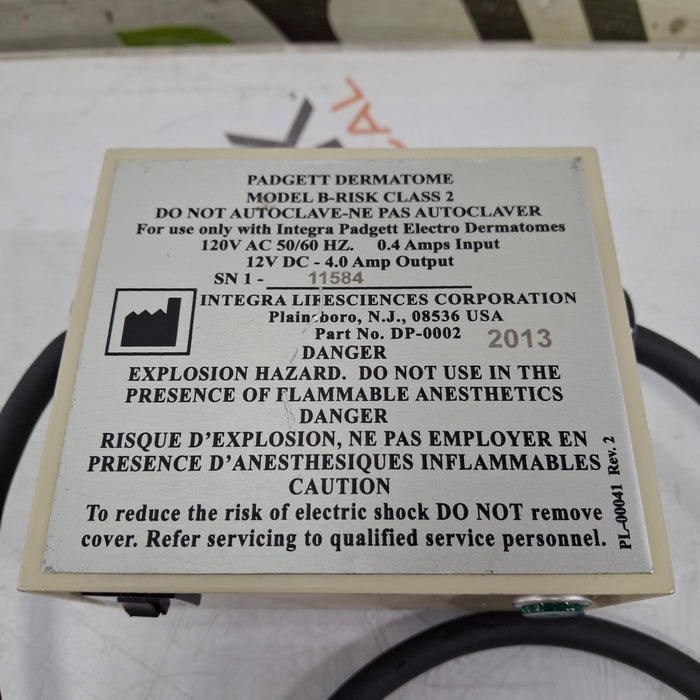 CAL
PADGETT DERMATOME
MODEL B-RISK CLASS 2
DO NOT AUTOCLAVE-NE PAS AUTOCLAVER
For use only with Integra Padgett Electro Dermatomes
120V AC 50/60 HZ. 0.4 Amps Input
12V DC - 4.0 Amp Output
SN 1 - 11584
INTEGRA LIFESCIENCES CORPORATION
Plainsboro, N.J., 08536 USA
Part No. DP-0002 2013
DANGER
EXPLOSION HAZARD. DO NOT USE IN THE
PRESENCE OF FLAMMABLE ANESTHETICS
DANGER
RISQUE D'EXPLOSION, NE PAS EMPLOYER EN
PRESENCE D'ANESTHESIQUES INFLAMMABLES
CAUTION
To reduce the risk of electric shock DO NOT remove
cover. Refer servicing to qualified service personnel.
PL-00041 Rev. 2